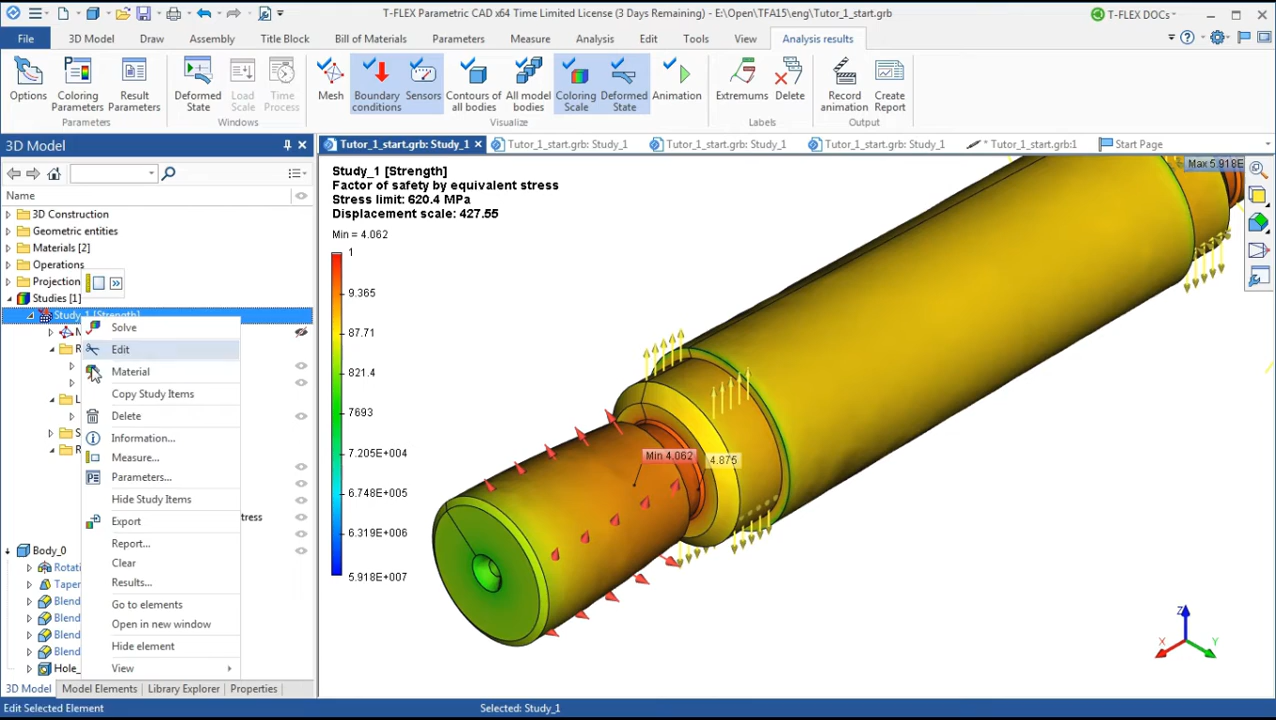 T-FLEX Parametric CAD x64 Time Limited License (3 Days Remaining) - E:\Open\TFA15\eng\Tutor_1_start.grb
T-FLEX DOCs
File 3D Model Draw Assembly Title Block Bill of Materials Parameters Measure Analysis Edit Tools View Analysis results
Options
Coloring Parameters
Result Parameters
Parameters
Deformed State
Load Scale
Time Process
Windows
Mesh
Boundary conditions
Sensors
Contours of all bodies
All model bodies
Coloring Scale
Deformed State
Animation
Visualize
Extremums
Delete
Labels
Record animation
Create Report
Output
3D Model
Tutor_1_start.grb: Study_1
Tutor_1_start.grb: Study_1
Tutor_1_start.grb: Study_1
Tutor_1_start.grb: Study_1
* Tutor_1_start.grb:1
Start Page
Name
3D Construction
Geometric entities
Materials [2]
Operations
Projection
Studies [1]
Study_1 [Strength]
Solve
Edit
Material
Copy Study Items
Delete
Information...
Measure...
Parameters...
Hide Study Items
Export
Report...
Clear
Results...
Go to elements
Open in new window
Hide element
View
M
R
L
S
R
tress
Body_0
Rotati
Taper
Blend
Blend
Blend
Blend
Hole_
3D Model Model Elements Library Explorer Properties
Study_1 [Strength]
Factor of safety by equivalent stress
Stress limit: 620.4 MPa
Displacement scale: 427.55
Min = 4.062
1
9.365
87.71
821.4
7693
7.205E+004
6.748E+005
6.319E+006
5.918E+007
Max 5.918E
Min 4.062
4.875
Z
X
Y
Edit Selected Element
Selected: Study_1